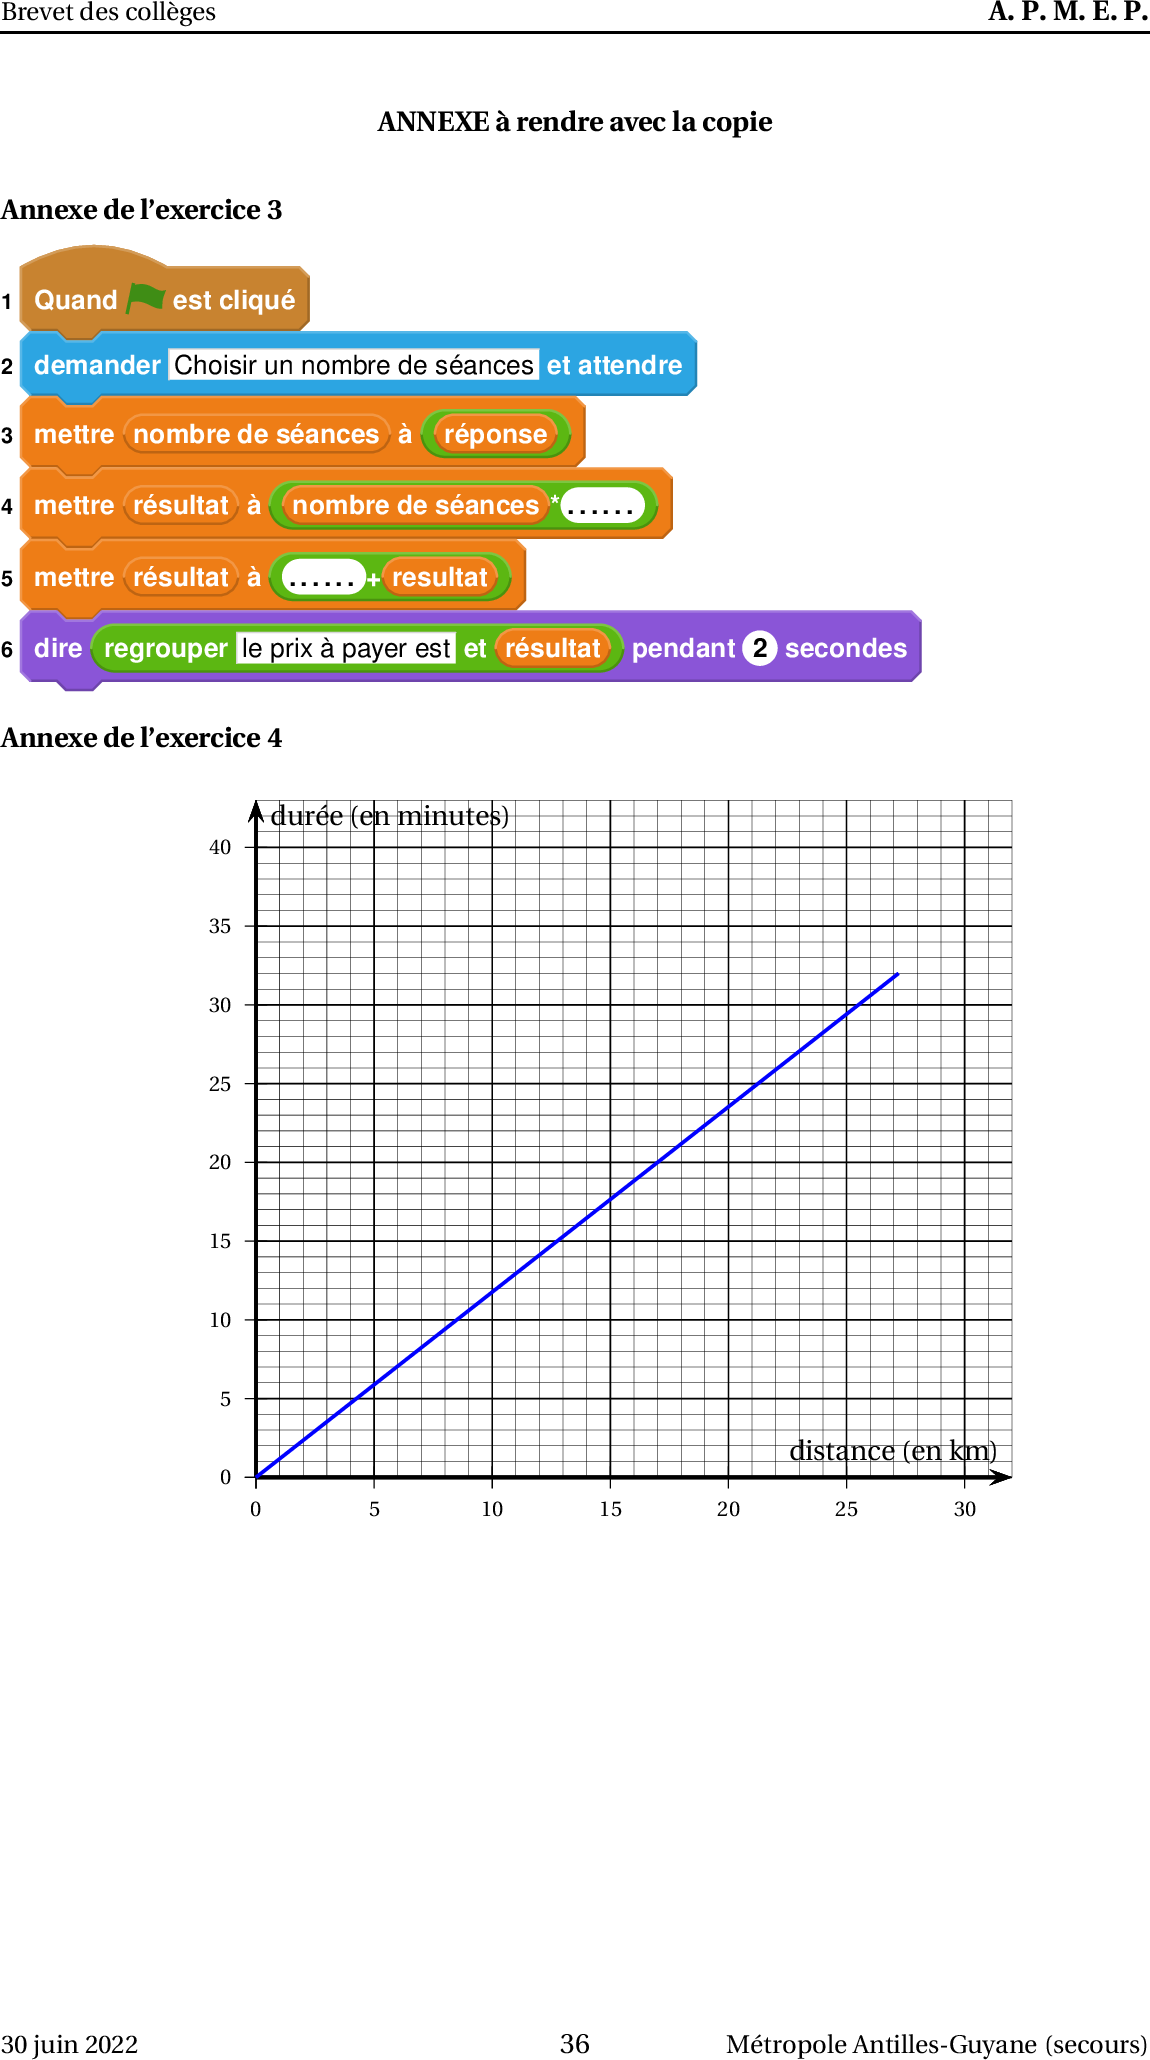 Brevet des collèges A. P. M. E. P.
ANNEXE à rendre avec la copie
Annexe de l'exercice 3
1 Quand est cliqué
2 demander Choisir un nombre de séances et attendre
3 mettre nombre de séances à réponse
4 mettre résultat à nombre de séances * ......
5 mettre résultat à ...... + resultat
6 dire regrouper le prix à payer est et résultat pendant 2 secondes
Annexe de l'exercice 4
durée (en minutes)
40
35
30
25
20
15
10
5
0
distance (en km)
0 5 10 15 20 25 30
30 juin 2022 36 Métropole Antilles-Guyane (secours)